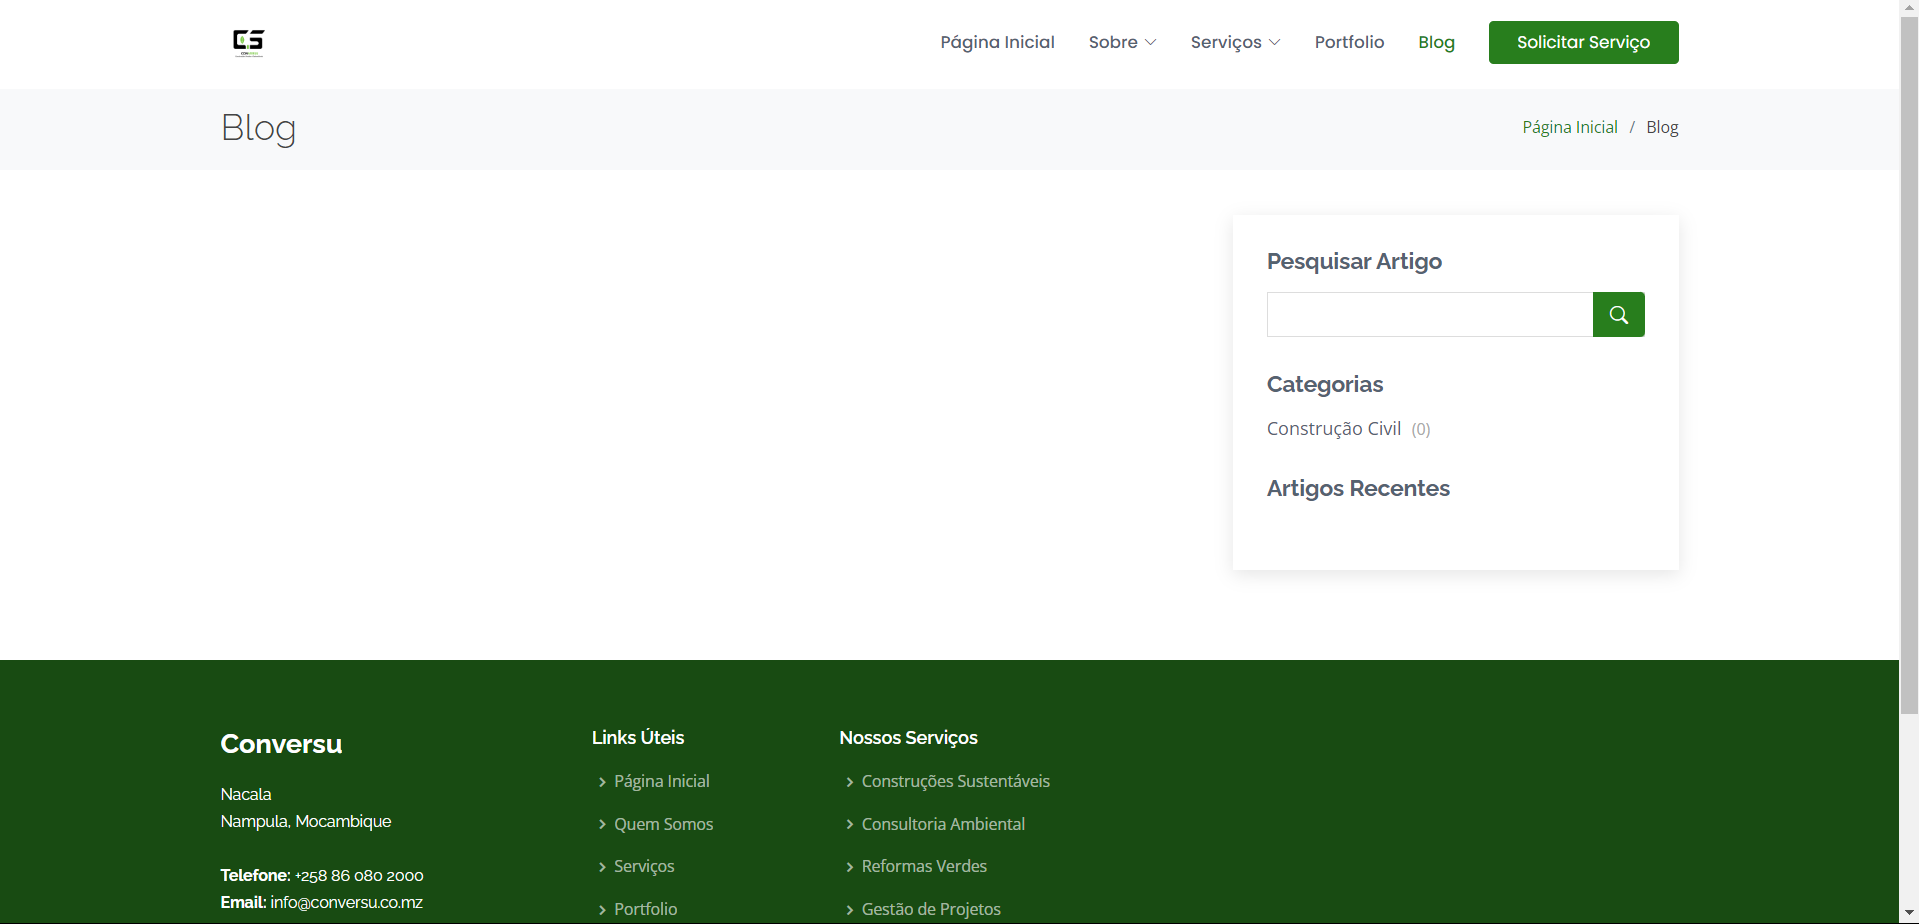 Página Inicial
Sobre
Serviços
Portfolio
Blog
Solicitar Serviço
Blog
Página Inicial / Blog
Pesquisar Artigo
Categorias
Construção Civil (0)
Artigos Recentes
Conversu
Nacala
Nampula, Mocambique
Telefone: +258 86 080 2000
Email: info@conversu.co.mz
Links Úteis
Página Inicial
Quem Somos
Serviços
Portfolio
Nossos Serviços
Construções Sustentáveis
Consultoria Ambiental
Reformas Verdes
Gestão de Projetos